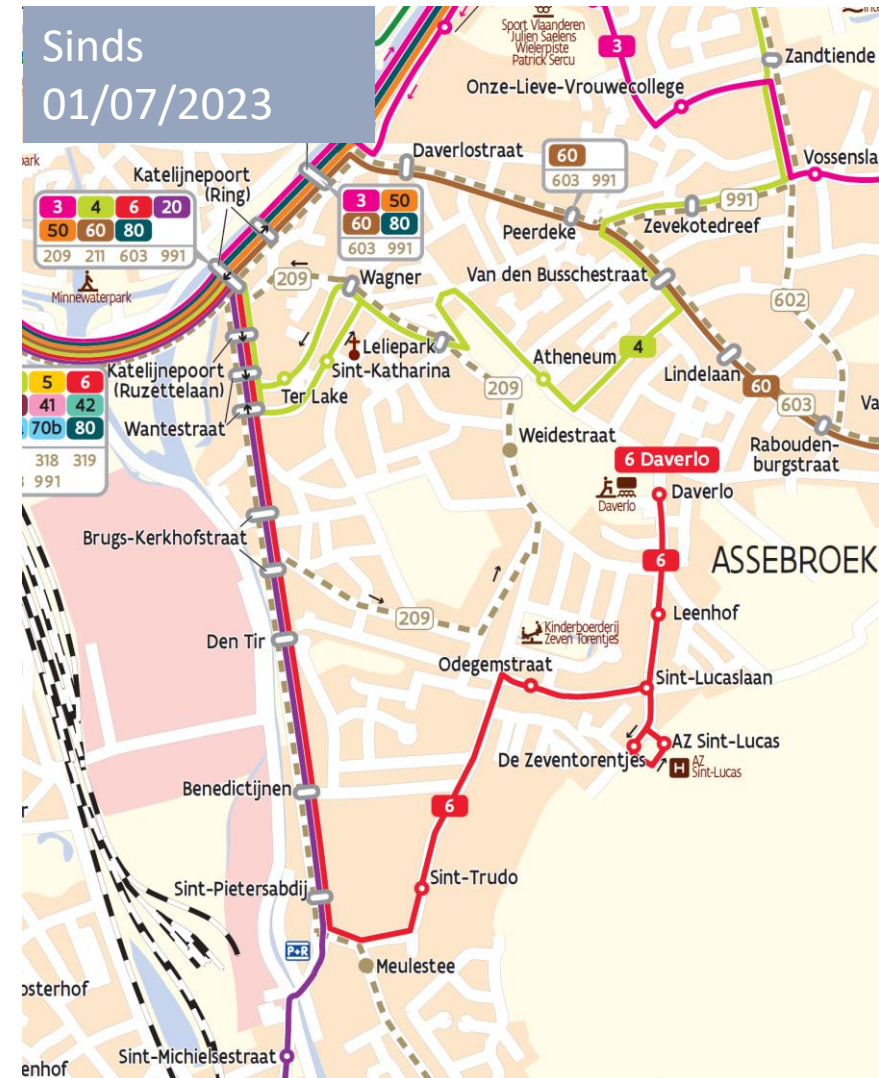 Sinds
01/07/2023
Sport Vlaanderen
Julien Saelens
Wielerpiste
Patrick Sercu
3
Zandtiende
Onze-Lieve-Vrouwecollege
park
Katelijnepoort
(Ring)
Daverlostraat
60
603 991
Vossensla
3 4 6 20
50 60 80
209 211 603 991
3 50
60 80
603 991
Peerdeke
Zevekotedreef
991
Minnewaterpark
209
Wagner
Van den Busschestraat
602
Katelijnepoort
(Ruzettelaan)
Leliepark
Sint-Katharina
Atheneum
4
Lindelaan
5 6
41 42
70b 80
318 319
991
Ter Lake
Wantestraat
209
60
603
Va
Weidestraat
Rabouden-
burgstraat
6 Daverlo
Daverlo
Daverlo
Brugs-Kerkhofstraat
6
ASSEBROEK
209
Leenhof
Kinderboerderij
Zeven Torentjes
Den Tir
Odegemstraat
Sint-Lucaslaan
De Zeventorentjes
AZ Sint-Lucas
H
AZ
Sint-Lucas
Benedictijnen
6
Sint-Pietersabdij
Sint-Trudo
P+R
Meulestee
osterhof
Sint-Michielsestraat
enhof